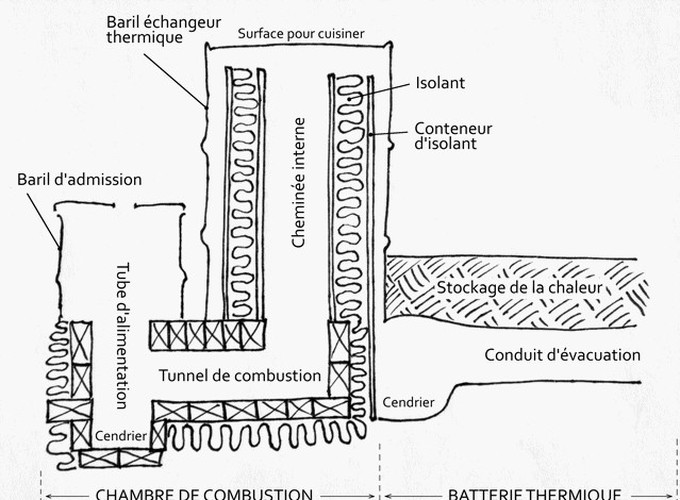 Baril échangeur
thermique
Surface pour cuisiner
Isolant
Conteneur
d'isolant
Cheminée interne
Baril d'admission
Tube d'alimentation
Stockage de la chaleur
Conduit d'évacuation
Tunnel de combustion
Cendrier
Cendrier
CHAMBRE DE COMBUSTION
BATTERIE THERMIQUE